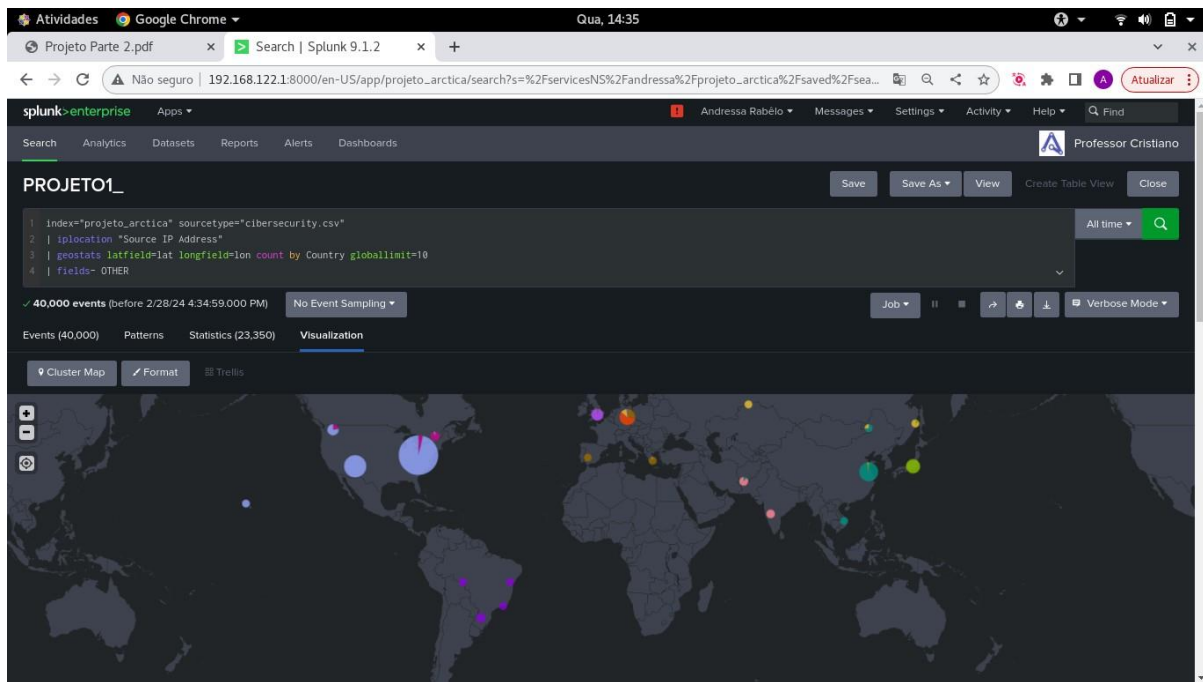 Atividades Google Chrome Qua, 14:35
Projeto Parte 2.pdf Search | Splunk 9.1.2
Não seguro 192.168.122.1:8000/en-US/app/projeto_arctica/search?s=%2FservicesNS%2Fandressa%2Fprojeto_arctica%2Fsaved%2Fsea... A Atualizar
splunk>enterprise Apps Andressa Rabêlo Messages Settings Activity Help Find
Search Analytics Datasets Reports Alerts Dashboards Professor Cristiano
PROJETO1_ Save Save As View Create Table View Close
1 index="projeto_arctica" sourcetype="cibersecurity.csv" All time
2 | iplocation "Source IP Address"
3 | geostats latfield=lat longfield=lon count by Country globallimit=10
4 | fields- OTHER
40,000 events (before 2/28/24 4:34:59.000 PM) No Event Sampling Job Verbose Mode
Events (40,000) Patterns Statistics (23,350) Visualization
Cluster Map Format Trellis